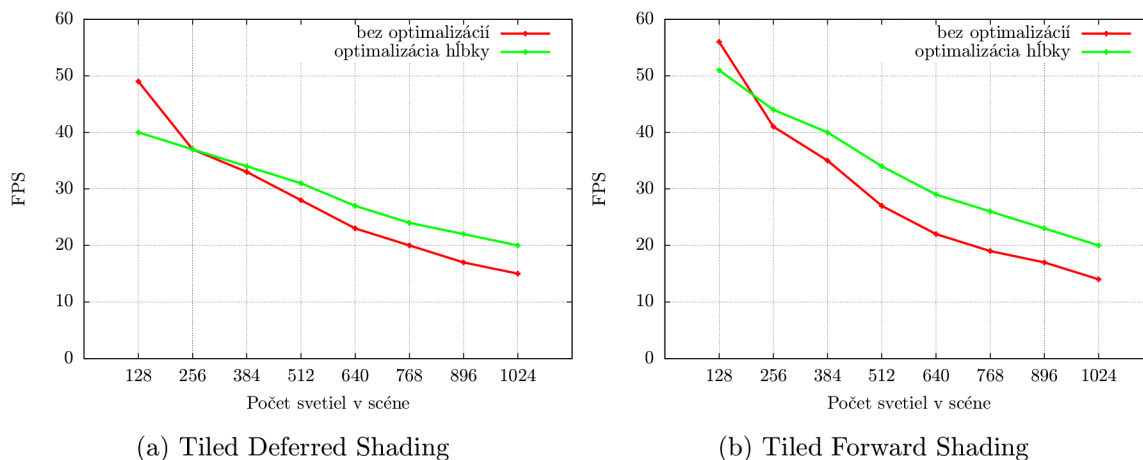 60
50
40
30
20
10
0
FPS
bez optimalizácií
optimalizácia hĺbky
128 256 384 512 640 768 896 1024
Počet svetiel v scéne
(a) Tiled Deferred Shading
60
50
40
30
20
10
0
FPS
bez optimalizácií
optimalizácia hĺbky
128 256 384 512 640 768 896 1024
Počet svetiel v scéne
(b) Tiled Forward Shading